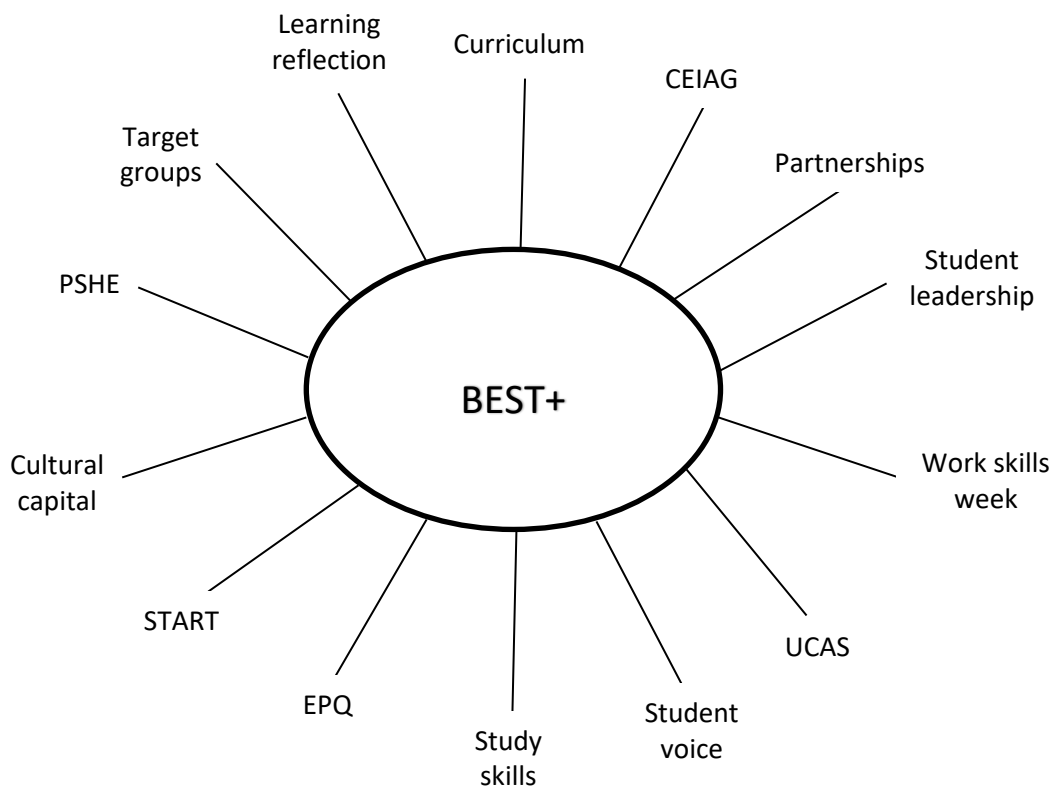 Learning
reflection
Curriculum
CEIAG
Partnerships
Student
leadership
Work skills
week
UCAS
Student
voice
Study
skills
EPQ
START
Cultural
capital
PSHE
Target
groups
BEST+